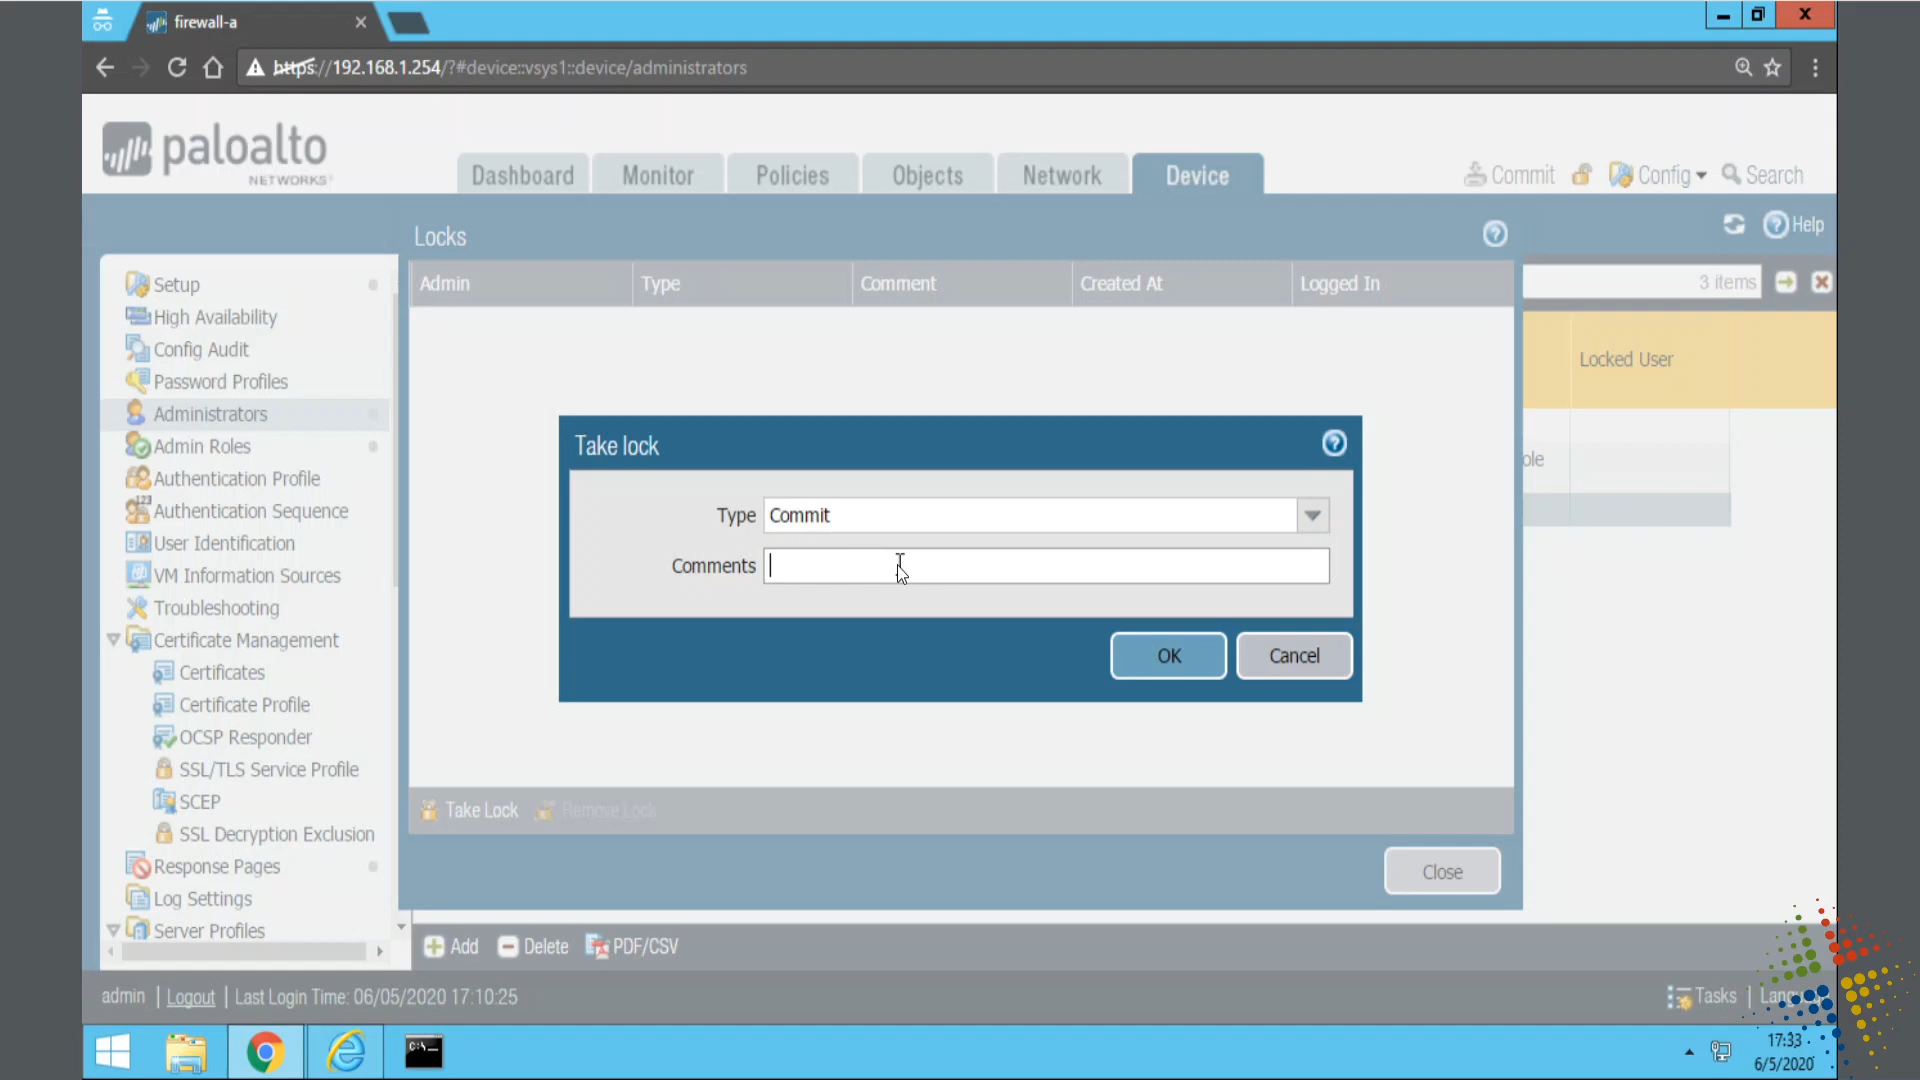 firewall-a
https://192.168.1.254/?#device::vsys1::device/administrators
paloalto
NETWORKS
Dashboard
Monitor
Policies
Objects
Network
Device
Commit
Config
Search
Help
Locks
Admin
Type
Comment
Created At
Logged In
3 items
Setup
High Availability
Config Audit
Password Profiles
Administrators
Admin Roles
Authentication Profile
Authentication Sequence
User Identification
VM Information Sources
Troubleshooting
Certificate Management
Certificates
Certificate Profile
OCSP Responder
SSL/TLS Service Profile
SCEP
SSL Decryption Exclusion
Response Pages
Log Settings
Server Profiles
Locked User
ole
Take lock
Type
Commit
Comments
OK
Cancel
Take Lock
Remove Lock
Close
Add
Delete
PDF/CSV
admin | Logout | Last Login Time: 06/05/2020 17:10:25
Tasks
17:33
6/5/2020